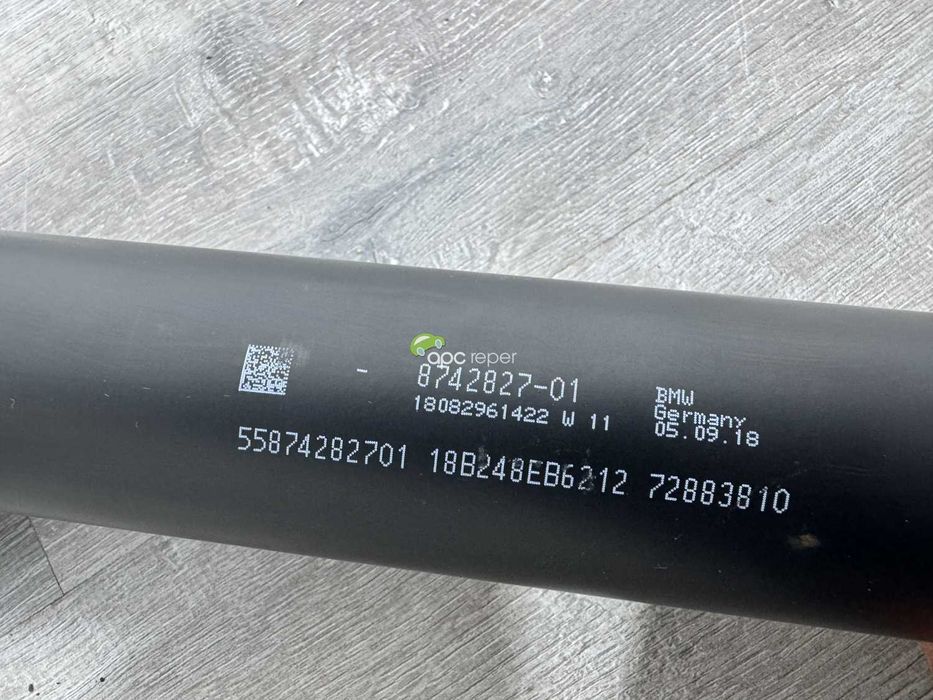 apc reper
- 8742827-01
18082961422 W 11
BMW
Germany
05.09.18
55874282701 18B248EB6212 72883810